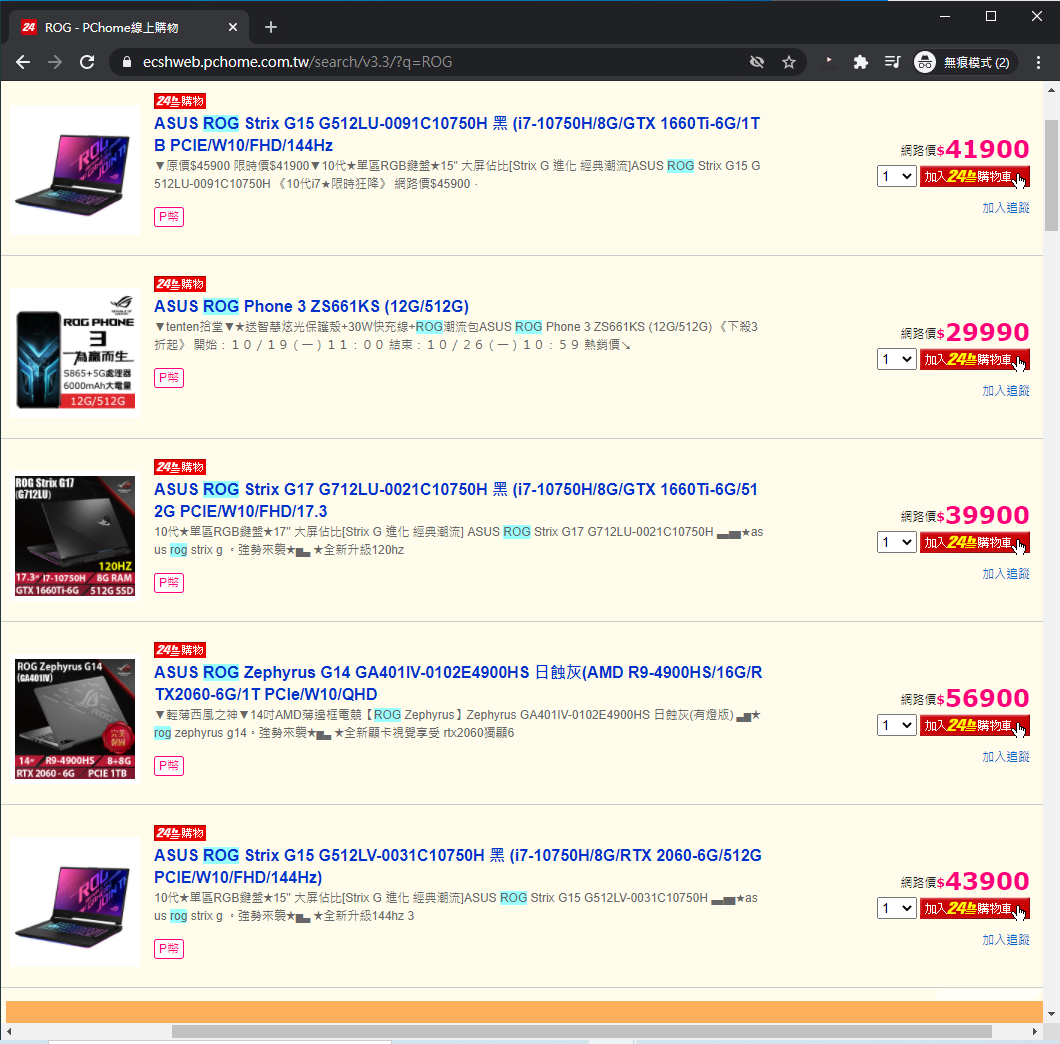 24 ROG - PChome線上購物
ecshweb.pchome.com.tw/search/v3.3/?q=ROG
無痕模式 (2)
24h購物
ASUS ROG Strix G15 G512LU-0091C10750H 黑 (i7-10750H/8G/GTX 1660Ti-6G/1T
B PCIE/W10/FHD/144Hz
▼原價$45900 限時價$41900▼10代★單區RGB鍵盤★15" 大屏佔比[Strix G 進化 經典潮流]ASUS ROG Strix G15 G
512LU-0091C10750H 《10代i7★限時狂降》 網路價$45900 ·
P幣
網路價$41900
1 加入24h購物車
加入追蹤
24h購物
ASUS ROG Phone 3 ZS661KS (12G/512G)
▼tenten拾堂▼★送智慧炫光保護殼+30W快充線+ROG潮流包ASUS ROG Phone 3 ZS661KS (12G/512G) 《下殺3
折起》 開始：１０／１９（一）１１：００ 結束：１０／２６（一）１０：５９ 熱銷價↘
P幣
網路價$29990
1 加入24h購物車
加入追蹤
ROG PHONE
3
一為贏而生
S865+5G處理器
6000mAh大電量
12G/512G
24h購物
ASUS ROG Strix G17 G712LU-0021C10750H 黑 (i7-10750H/8G/GTX 1660Ti-6G/51
2G PCIE/W10/FHD/17.3
10代★單區RGB鍵盤★17" 大屏佔比[Strix G 進化 經典潮流] ASUS ROG Strix G17 G712LU-0021C10750H ▃▅★as
us rog strix g 。強勢來襲★▆▃ ★全新升級120hz
P幣
網路價$39900
1 加入24h購物車
加入追蹤
ROG Strix G17
(G712LU)
120HZ
17.3" I7-10750H / 8G RAM
GTX 1660Ti-6G / 512G SSD
24h購物
ASUS ROG Zephyrus G14 GA401IV-0102E4900HS 日蝕灰(AMD R9-4900HS/16G/R
TX2060-6G/1T PCIe/W10/QHD
▼輕薄西風之神▼14吋AMD薄邊框電競【ROG Zephyrus】Zephyrus GA401IV-0102E4900HS 日蝕灰(有燈版) ▃▅★
rog zephyrus g14。強勢來襲★▆▃ ★全新顯卡視覺享受 rtx2060獨顯6
P幣
網路價$56900
1 加入24h購物車
加入追蹤
ROG Zephyrus G14
(GA401IV)
完美
保固
14" / R9-4900HS / 8+8G
RTX 2060 - 6G PCIE 1TB
24h購物
ASUS ROG Strix G15 G512LV-0031C10750H 黑 (i7-10750H/8G/RTX 2060-6G/512G
PCIE/W10/FHD/144Hz)
10代★單區RGB鍵盤★15" 大屏佔比[Strix G 進化 經典潮流]ASUS ROG Strix G15 G512LV-0031C10750H ▃▅★as
us rog strix g 。強勢來襲★▆▃ ★全新升級144hz 3
P幣
網路價$43900
1 加入24h購物車
加入追蹤